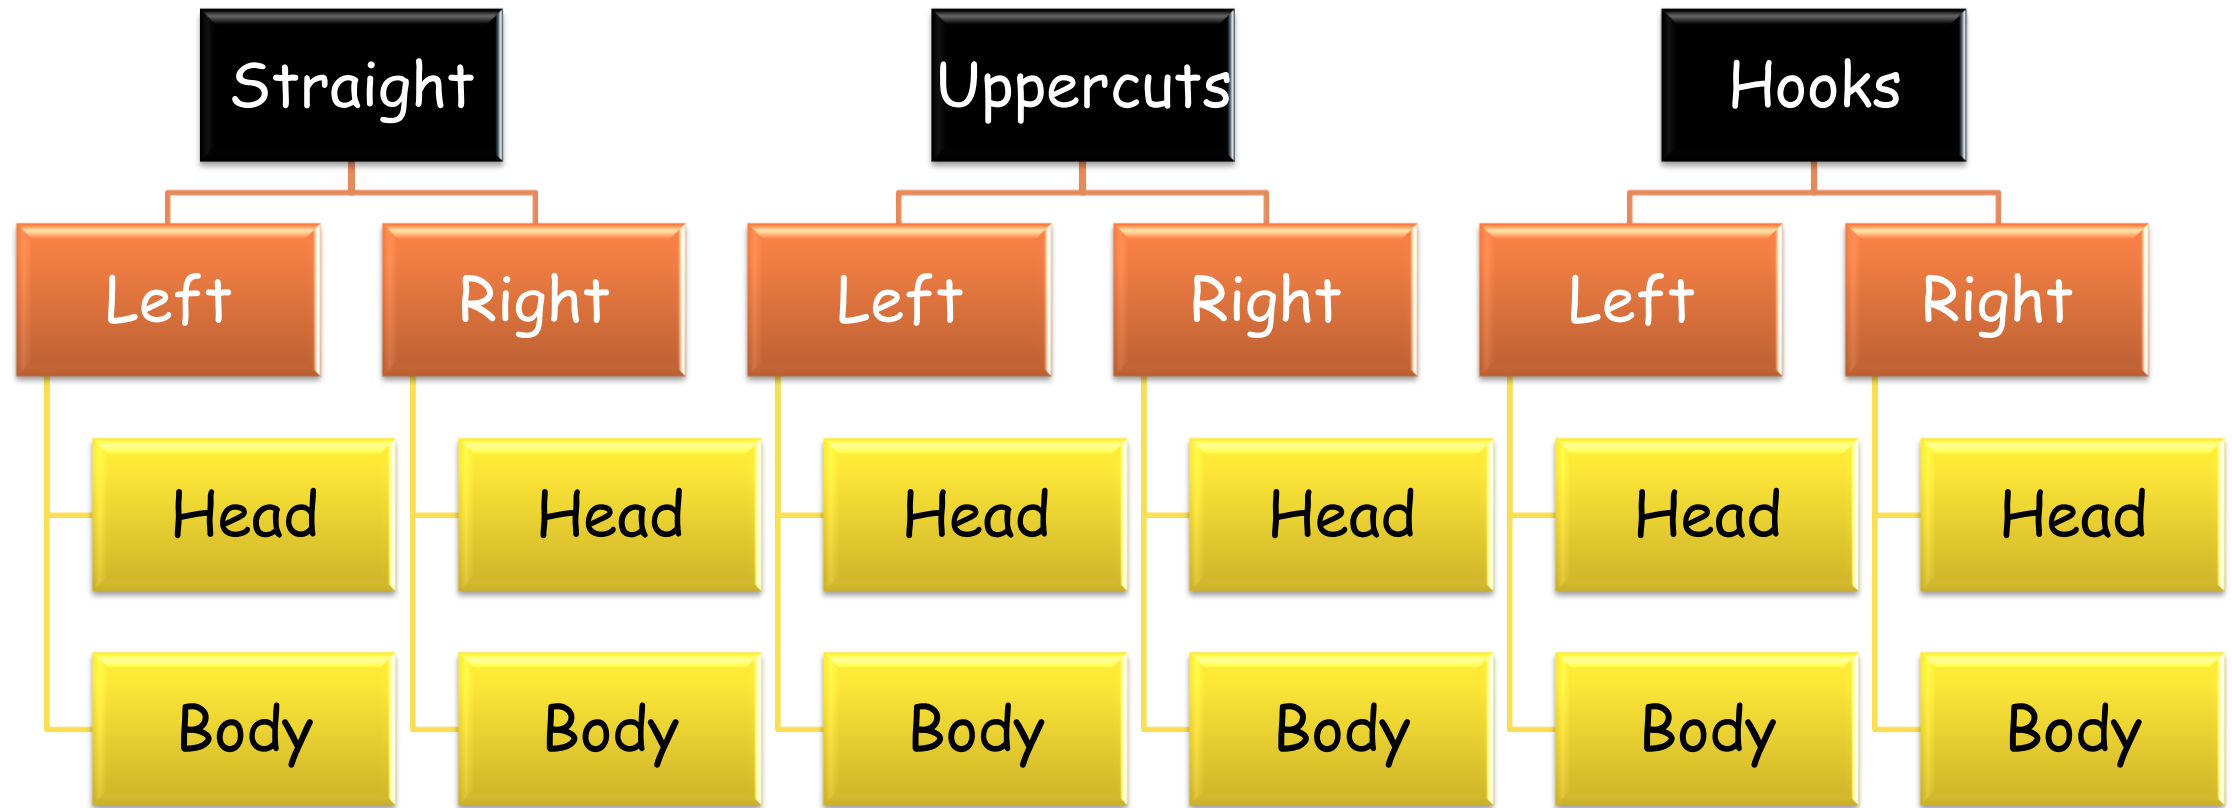 Straight
Uppercuts
Hooks
Left
Right
Left
Right
Left
Right
Head
Head
Head
Head
Head
Head
Body
Body
Body
Body
Body
Body